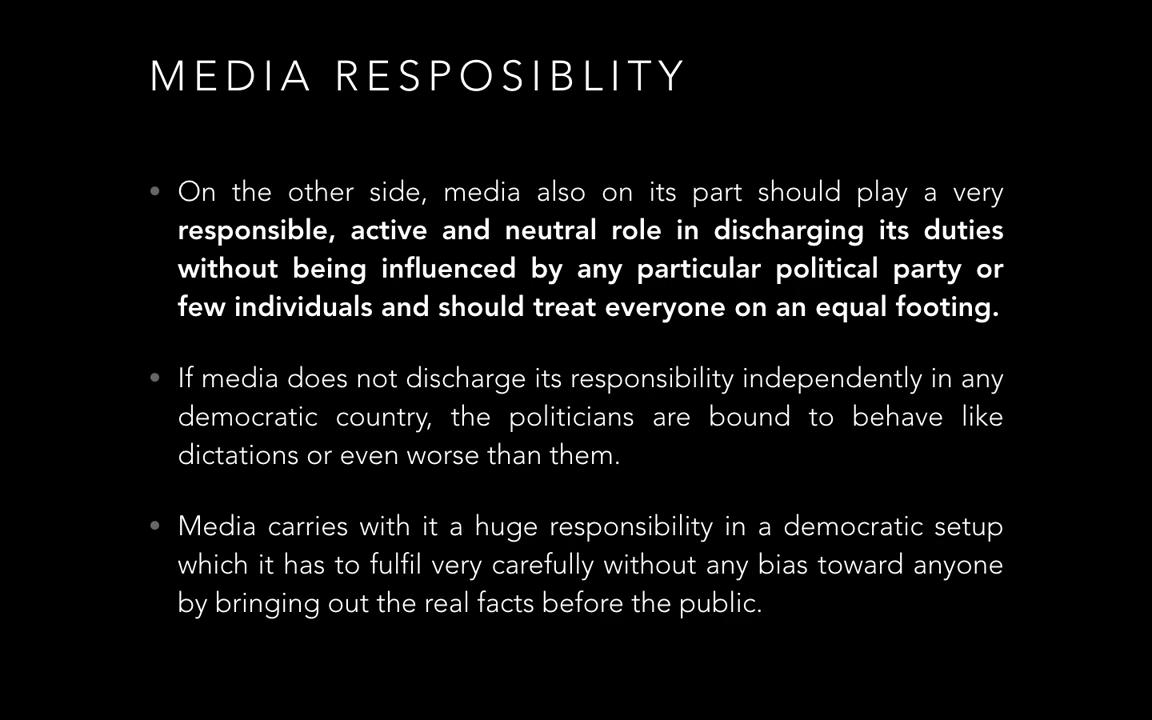 MEDIA RESPOSIBLITY
• On the other side, media also on its part should play a very
responsible, active and neutral role in discharging its duties
without being influenced by any particular political party or
few individuals and should treat everyone on an equal footing.
• If media does not discharge its responsibility independently in any
democratic country, the politicians are bound to behave like
dictations or even worse than them.
• Media carries with it a huge responsibility in a democratic setup
which it has to fulfil very carefully without any bias toward anyone
by bringing out the real facts before the public.